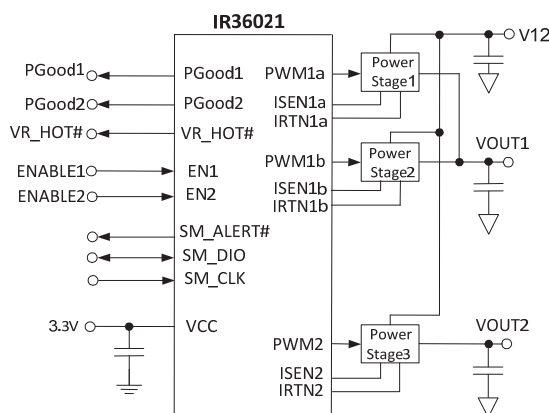 IR36021
PGood1
PGood2
VR_HOT#
ENABLE1
ENABLE2
3.3V
PGood1
PGood2
VR_HOT#
EN1
EN2
SM_ALERT#
SM_DIO
SM_CLK
VCC
PWM1a
ISEN1a
IRTN1a
PWM1b
ISEN1b
IRTN1b
PWM2
ISEN2
IRTN2
Power
Stage1
Power
Stage2
Power
Stage3
V12
VOUT1
VOUT2